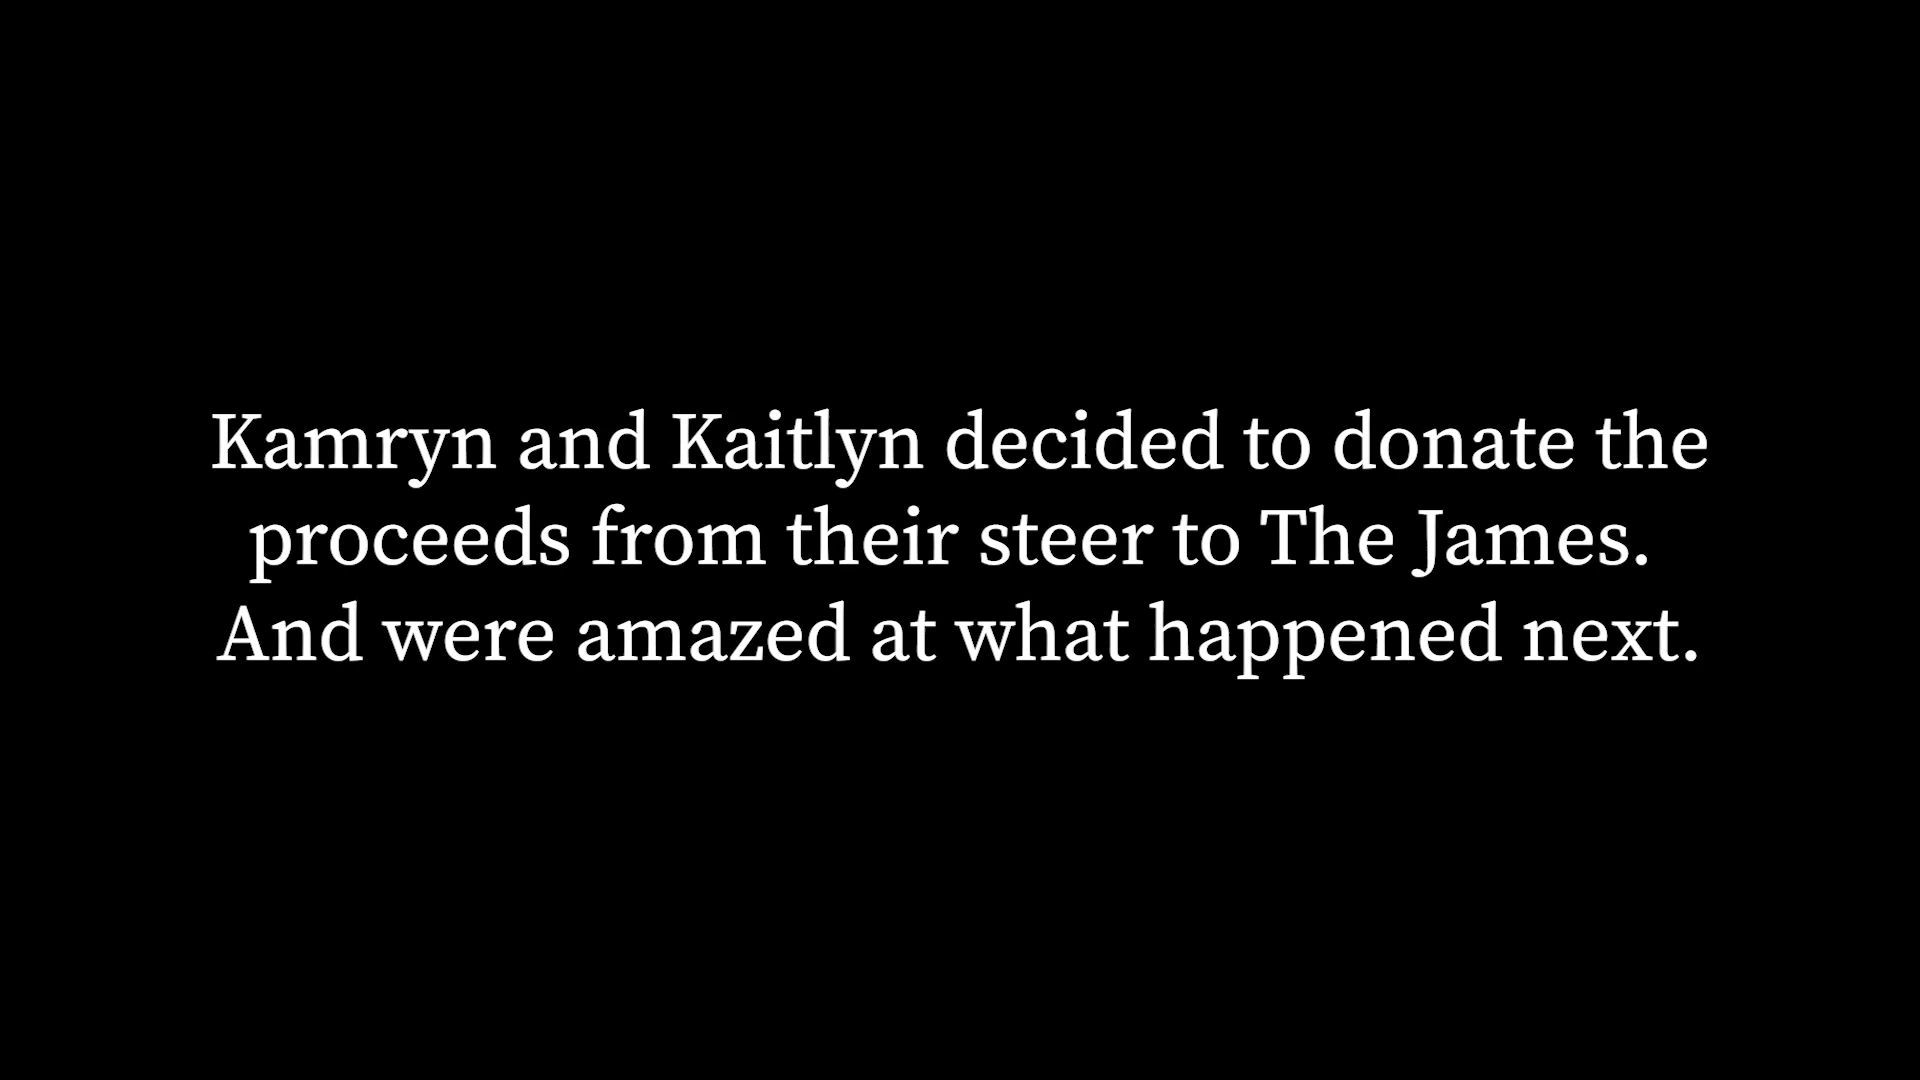 Kamryn and Kaitlyn decided to donate the
proceeds from their steer to The James.
And were amazed at what happened next.